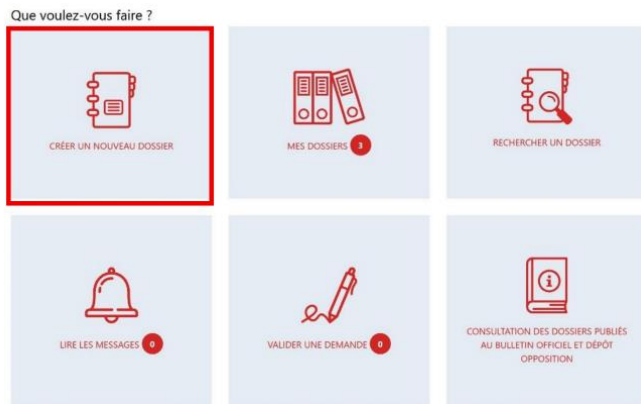 Que voulez-vous faire ?
CRÉER UN NOUVEAU DOSSIER
MES DOSSIERS 3
RECHERCHER UN DOSSIER
LIRE LES MESSAGES 0
VALIDER UNE DEMANDE 0
CONSULTATION DES DOSSIERS PUBLIÉS
AU BULLETIN OFFICIEL ET DÉPÔT
OPPOSITION